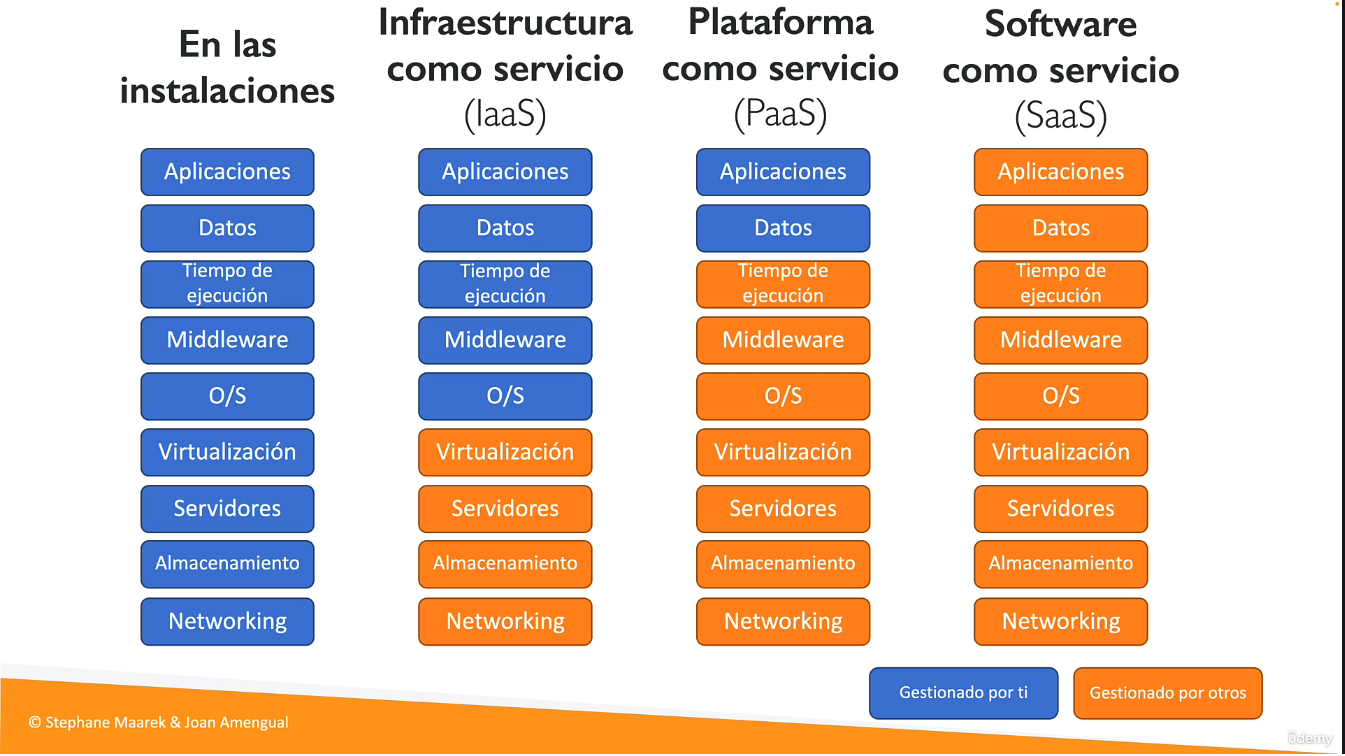 En las
instalaciones
Infraestructura
como servicio
(IaaS)
Plataforma
como servicio
(PaaS)
Software
como servicio
(SaaS)
Aplicaciones
Datos
Tiempo de
ejecución
Middleware
O/S
Virtualización
Servidores
Almacenamiento
Networking
Aplicaciones
Datos
Tiempo de
ejecución
Middleware
O/S
Virtualización
Servidores
Almacenamiento
Networking
Aplicaciones
Datos
Tiempo de
ejecución
Middleware
O/S
Virtualización
Servidores
Almacenamiento
Networking
Aplicaciones
Datos
Tiempo de
ejecución
Middleware
O/S
Virtualización
Servidores
Almacenamiento
Networking
Gestionado por ti
Gestionado por otros
© Stephane Maarek & Joan Amengual
ûdemy